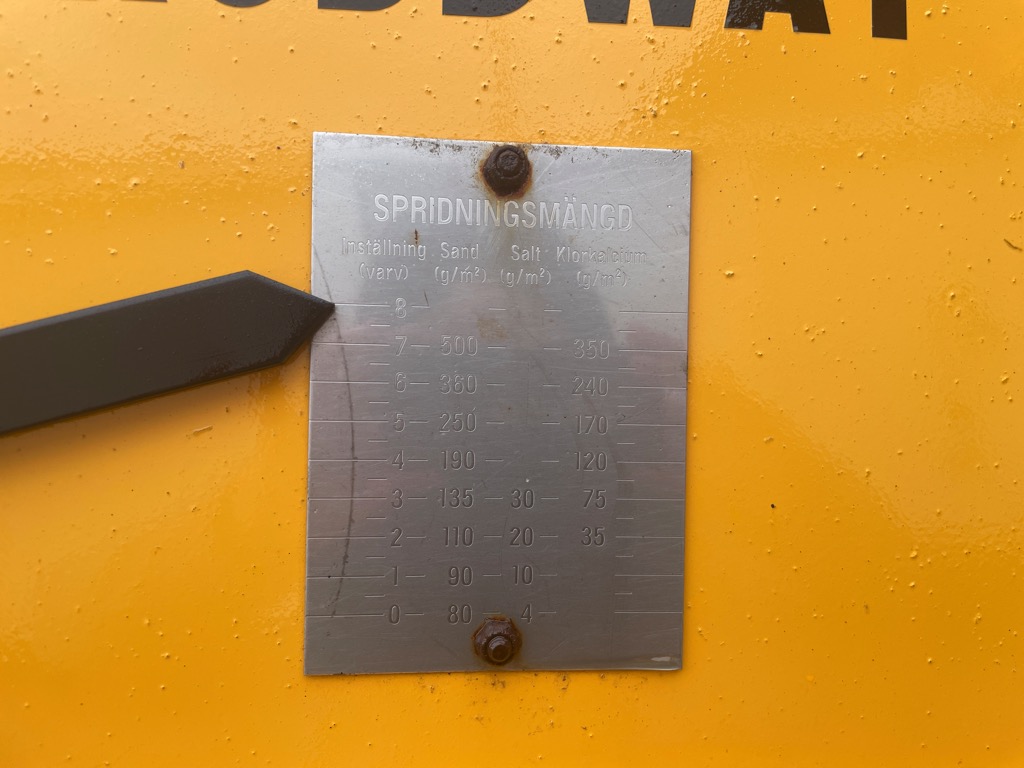 SPRIDNINGSMÄNGD
Inställning Sand Salt Klorkalcium
(varv) (g/m²) (g/m²) (g/m²)
8 — —
7 — 500 — — 350
6 — 360 — — 240
5 — 250 — — 170
4 — 190 — — 120
3 — 135 — 30 75
2 — 110 — 20 — 35
1 — 90 — 10
0 — 80 — 4